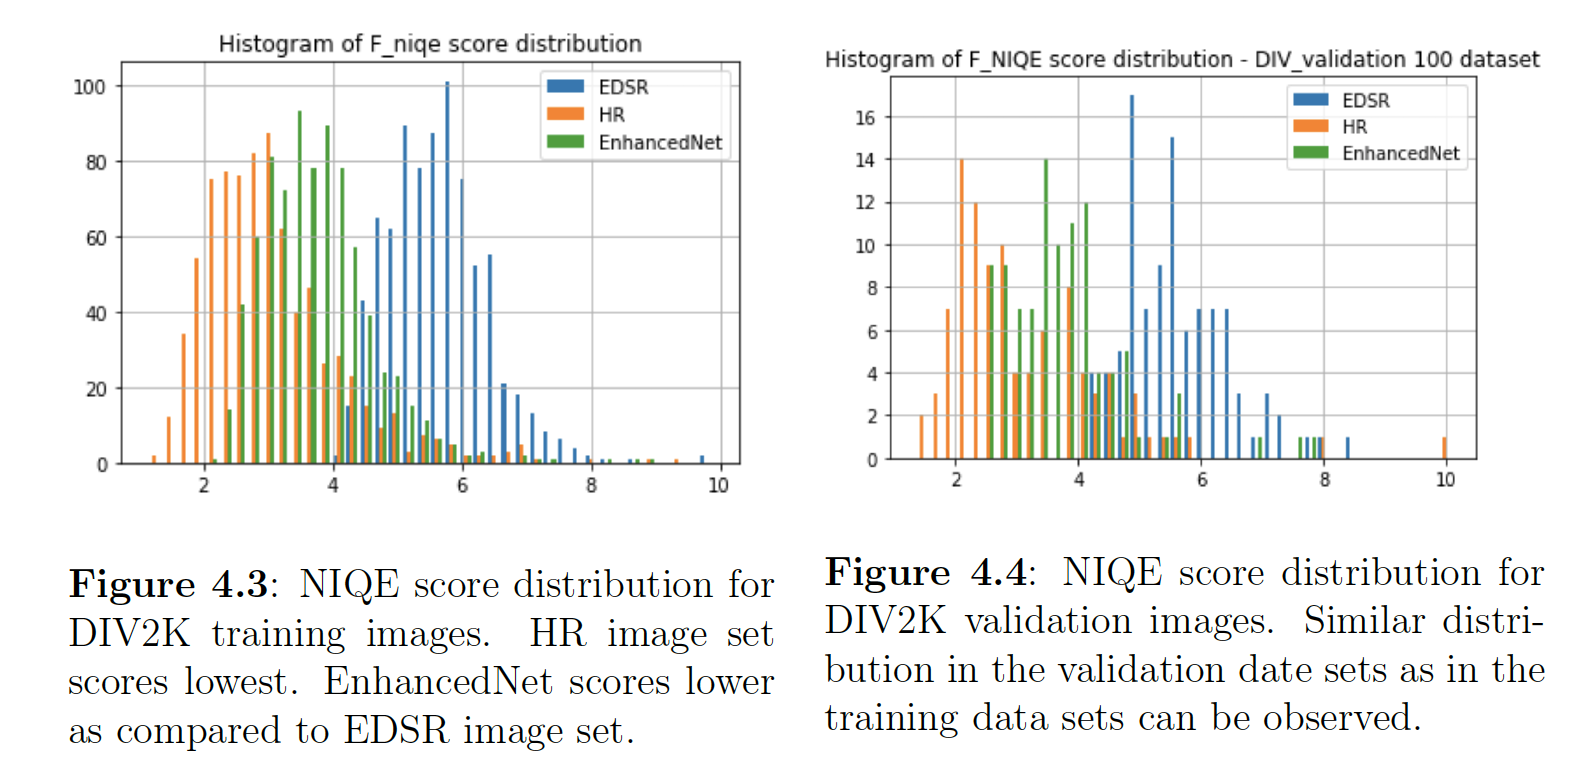 Histogram of F_niqe score distribution
100
80
60
40
20
0
2 4 6 8 10
EDSR
HR
EnhancedNet
Histogram of F_NIQE score distribution - DIV_validation 100 dataset
16
14
12
10
8
6
4
2
0
2 4 6 8 10
EDSR
HR
EnhancedNet
Figure 4.3: NIQE score distribution for
DIV2K training images. HR image set
scores lowest. EnhancedNet scores lower
as compared to EDSR image set.
Figure 4.4: NIQE score distribution for
DIV2K validation images. Similar distri-
bution in the validation date sets as in the
training data sets can be observed.